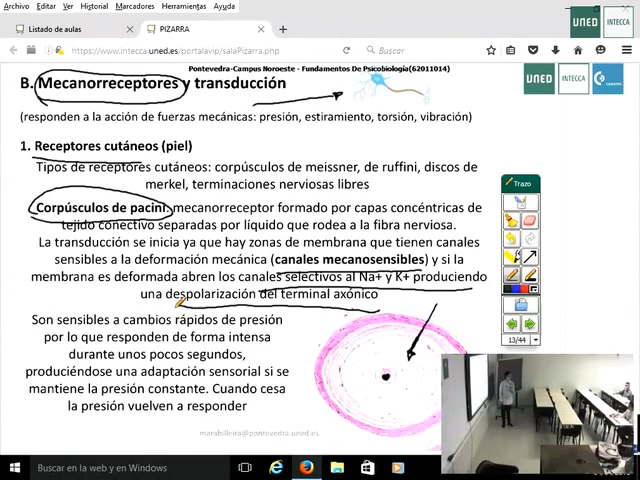 Archivo Editar Ver Historial Marcadores Herramientas Ayuda
Listado de aulas
PIZARRA
https://www.intecca.uned.es/portalavip/salaPizarra.php
Buscar
UNED
INTECCA
Pontevedra-Campus Noroeste - Fundamentos De Psicobiología(62011014)
B. Mecanorreceptores y transducción
UNED
INTECCA
(responden a la acción de fuerzas mecánicas: presión, estiramiento, torsión, vibración)
1. Receptores cutáneos (piel)
Tipos de receptores cutáneos: corpúsculos de meissner, de ruffini, discos de
merkel, terminaciones nerviosas libres
Trazo
Corpúsculos de pacini: mecanorreceptor formado por capas concéntricas de
tejido conectivo separadas por líquido que rodea a la fibra nerviosa.
La transducción se inicia ya que hay zonas de membrana que tienen canales
sensibles a la deformación mecánica (canales mecanosensibles) y si la
membrana es deformada abren los canales selectivos al Na+ y K+ produciendo
una despolarización del terminal axónico
13/44
Son sensibles a cambios rápidos de presión
por lo que responden de forma intensa
durante unos pocos segundos,
produciéndose una adaptación sensorial si se
mantiene la presión constante. Cuando cesa
la presión vuelven a responder
marabilleira@pontevedra.uned.es
Buscar en la web y en Windows